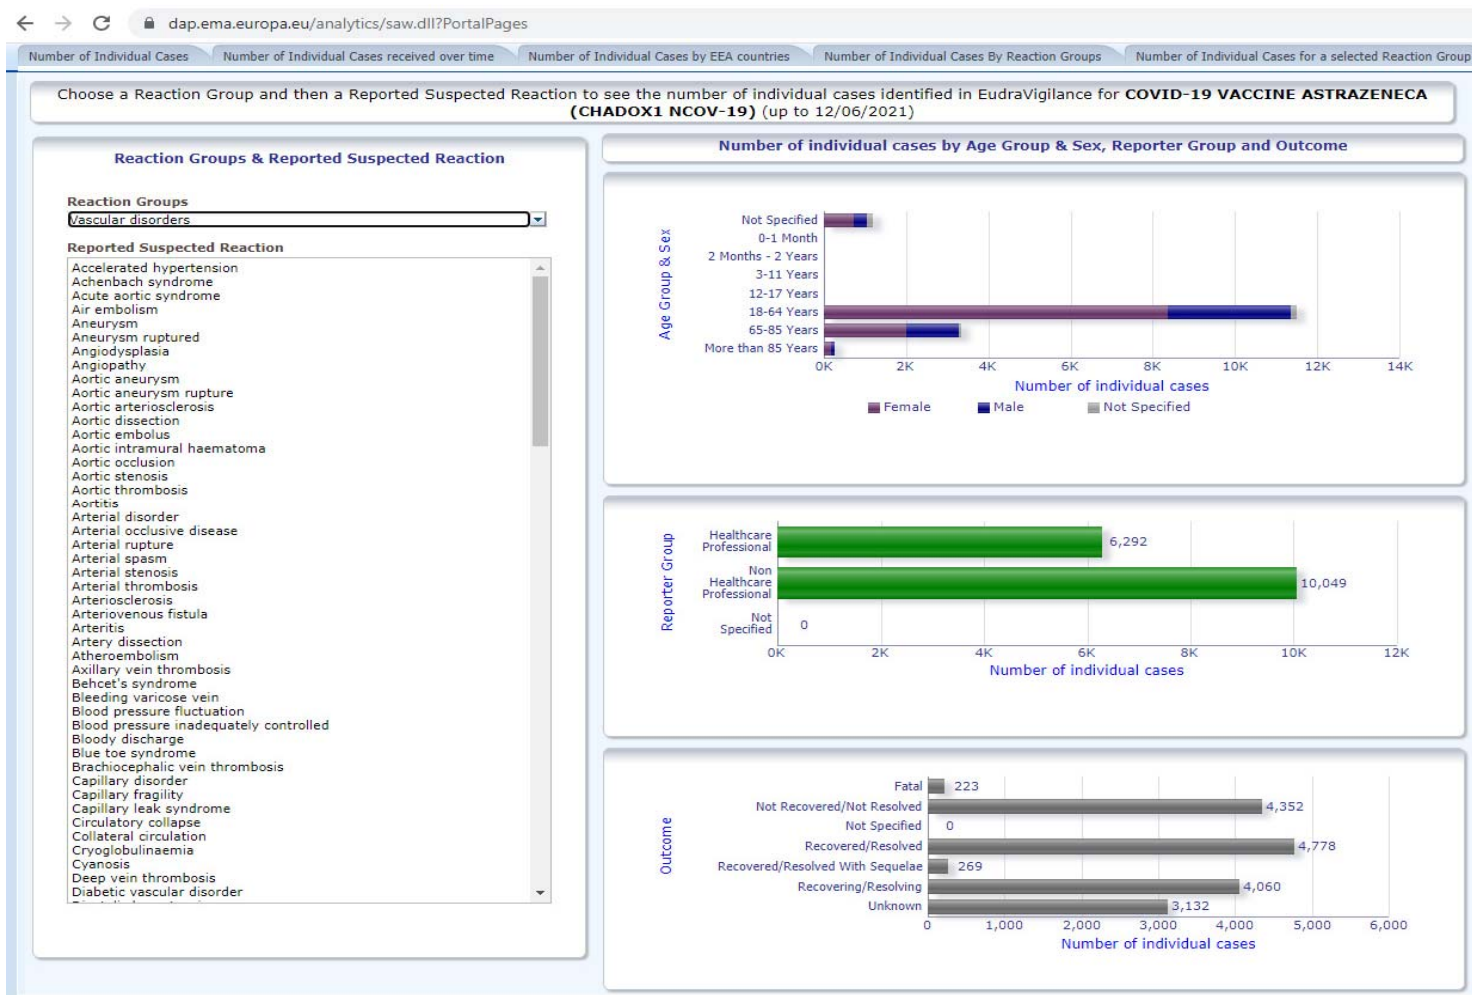 dap.ema.europa.eu/analytics/saw.dll?PortalPages
Number of Individual Cases
Number of Individual Cases received over time
Number of Individual Cases by EEA countries
Number of Individual Cases By Reaction Groups
Number of Individual Cases for a selected Reaction Group
Choose a Reaction Group and then a Reported Suspected Reaction to see the number of individual cases identified in EudraVigilance for COVID-19 VACCINE ASTRAZENECA
(CHADOX1 NCOV-19) (up to 12/06/2021)
Reaction Groups & Reported Suspected Reaction
Reaction Groups
Vascular disorders
Reported Suspected Reaction
Accelerated hypertension
Achenbach syndrome
Acute aortic syndrome
Air embolism
Aneurysm
Aneurysm ruptured
Angiodysplasia
Angiopathy
Aortic aneurysm
Aortic aneurysm rupture
Aortic arteriosclerosis
Aortic dissection
Aortic embolus
Aortic intramural haematoma
Aortic occlusion
Aortic stenosis
Aortic thrombosis
Aortitis
Arterial disorder
Arterial occlusive disease
Arterial rupture
Arterial spasm
Arterial stenosis
Arterial thrombosis
Arteriosclerosis
Arteriovenous fistula
Arteritis
Artery dissection
Atheroembolism
Axillary vein thrombosis
Behcet's syndrome
Bleeding varicose vein
Blood pressure fluctuation
Blood pressure inadequately controlled
Bloody discharge
Blue toe syndrome
Brachiocephalic vein thrombosis
Capillary disorder
Capillary fragility
Capillary leak syndrome
Circulatory collapse
Collateral circulation
Cryoglobulinaemia
Cyanosis
Deep vein thrombosis
Diabetic vascular disorder
Number of individual cases by Age Group & Sex, Reporter Group and Outcome
Age Group & Sex
Not Specified
0-1 Month
2 Months - 2 Years
3-11 Years
12-17 Years
18-64 Years
65-85 Years
More than 85 Years
0K 2K 4K 6K 8K 10K 12K 14K
Number of individual cases
Female Male Not Specified
Reporter Group
Healthcare
Professional
6,292
Non
Healthcare
Professional
10,049
Not
Specified
0
0K 2K 4K 6K 8K 10K 12K
Number of individual cases
Outcome
Fatal 223
Not Recovered/Not Resolved 4,352
Not Specified 0
Recovered/Resolved 4,778
Recovered/Resolved With Sequelae 269
Recovering/Resolving 4,060
Unknown 3,132
0 1,000 2,000 3,000 4,000 5,000 6,000
Number of individual cases